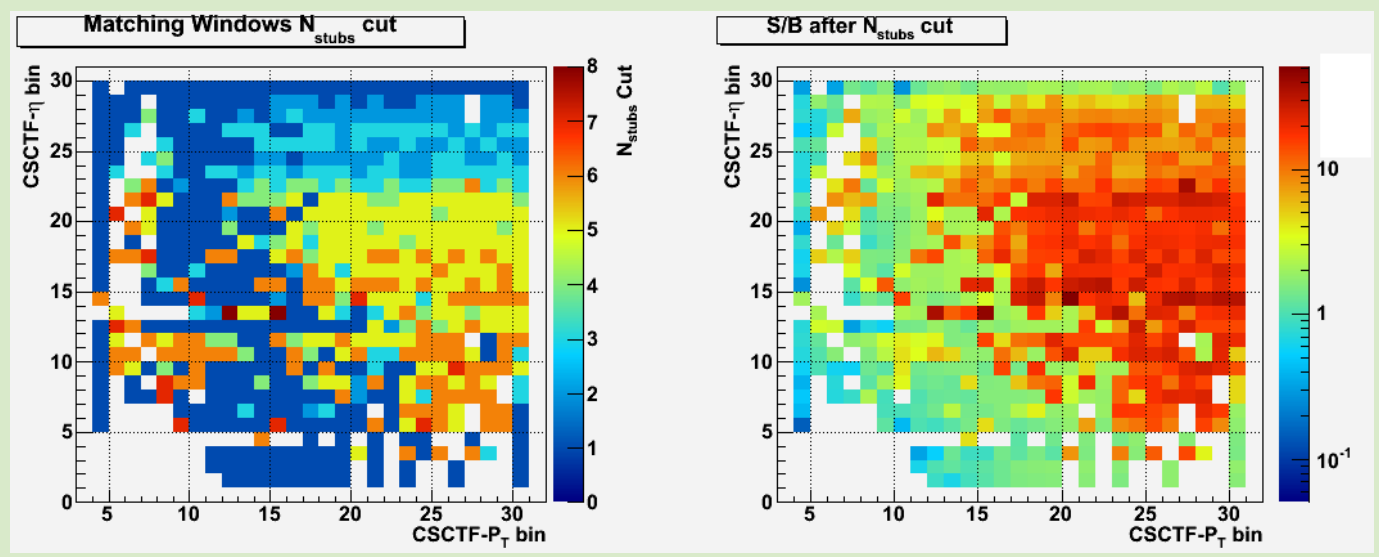 Matching Windows N_stubs cut
CSCTF-η bin
30
25
20
15
10
5
0
5 10 15 20 25 30
CSCTF-P_T bin
8
7
6
5
4
3
2
1
0
N_stubs Cut
S/B after N_stubs cut
CSCTF-η bin
30
25
20
15
10
5
0
5 10 15 20 25 30
CSCTF-P_T bin
10
1
10⁻¹